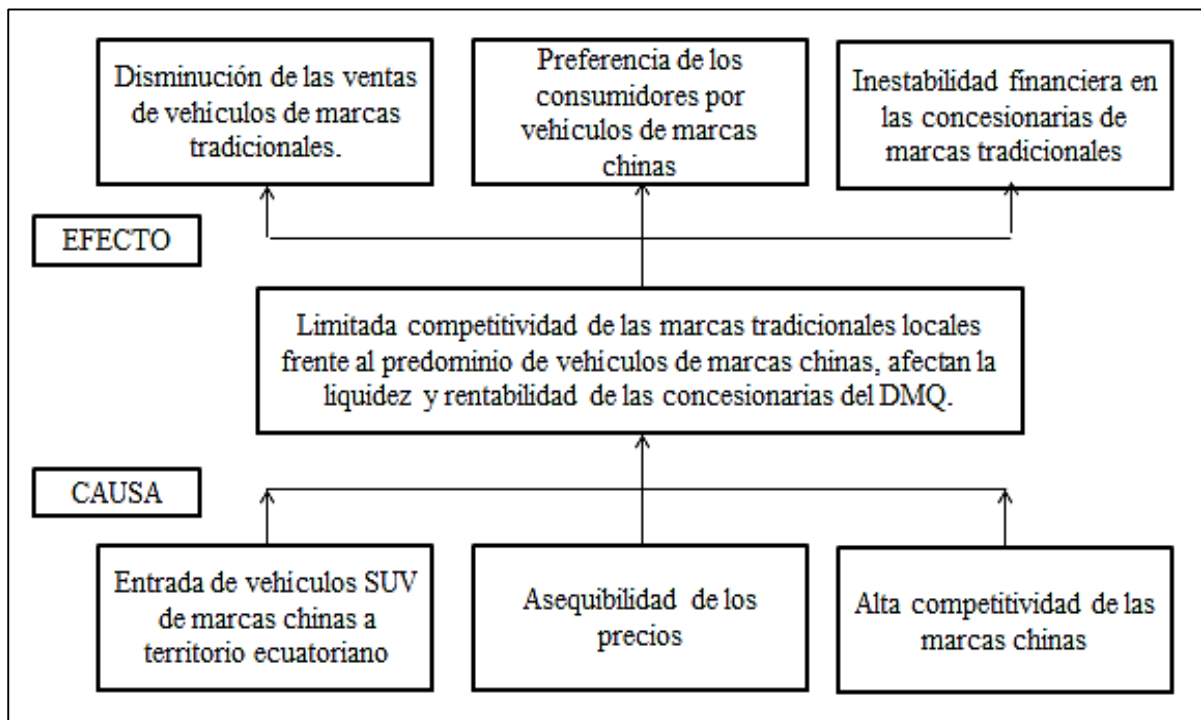 Disminución de las ventas
de vehículos de marcas
tradicionales.
Preferencia de los
consumidores por
vehículos de marcas
chinas
Inestabilidad financiera en
las concesionarias de
marcas tradicionales
EFECTO
Limitada competitividad de las marcas tradicionales locales
frente al predominio de vehículos de marcas chinas, afectan la
liquidez y rentabilidad de las concesionarias del DMQ.
CAUSA
Entrada de vehículos SUV
de marcas chinas a
territorio ecuatoriano
Asequibilidad de los
precios
Alta competitividad de las
marcas chinas